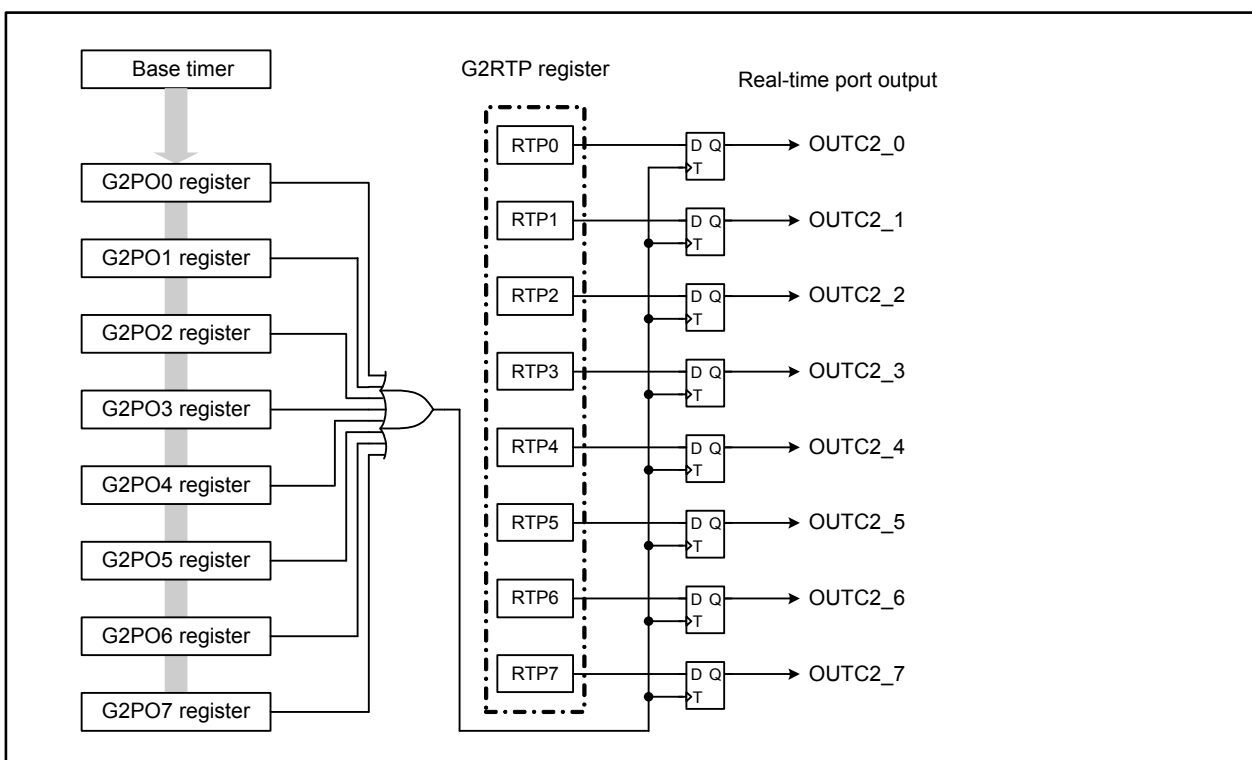 Base timer
G2RTP register
Real-time port output
G2PO0 register
G2PO1 register
G2PO2 register
G2PO3 register
G2PO4 register
G2PO5 register
G2PO6 register
G2PO7 register
RTP0
RTP1
RTP2
RTP3
RTP4
RTP5
RTP6
RTP7
D Q
T
D Q
T
D Q
T
D Q
T
D Q
T
D Q
T
D Q
T
D Q
T
OUTC2_0
OUTC2_1
OUTC2_2
OUTC2_3
OUTC2_4
OUTC2_5
OUTC2_6
OUTC2_7